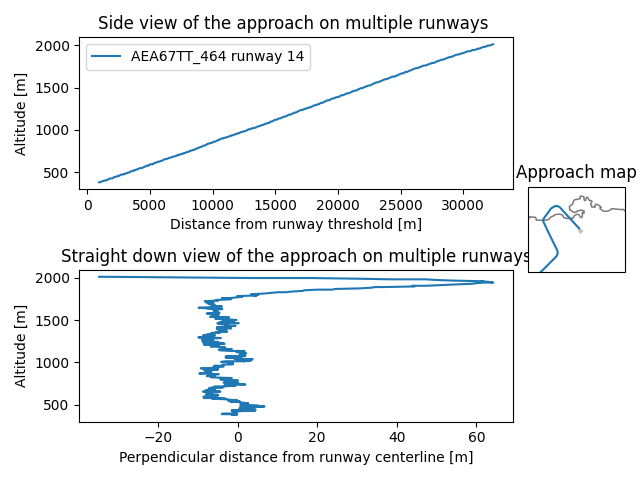 Side view of the approach on multiple runways
2000
1500
1000
500
Altitude [m]
AEA67TT_464 runway 14
0
5000
10000
15000
20000
25000
30000
Distance from runway threshold [m]
Approach map
Straight down view of the approach on multiple runways
2000
1500
1000
500
Altitude [m]
−20
0
20
40
60
Perpendicular distance from runway centerline [m]